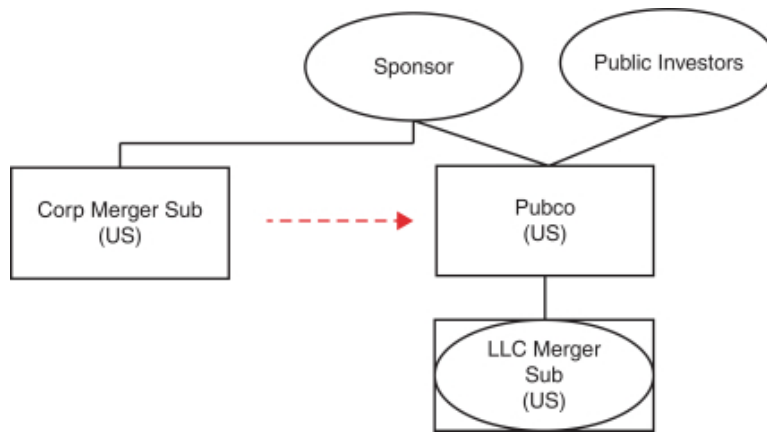 Sponsor
Public Investors
Corp Merger Sub
(US)
Pubco
(US)
LLC Merger
Sub
(US)